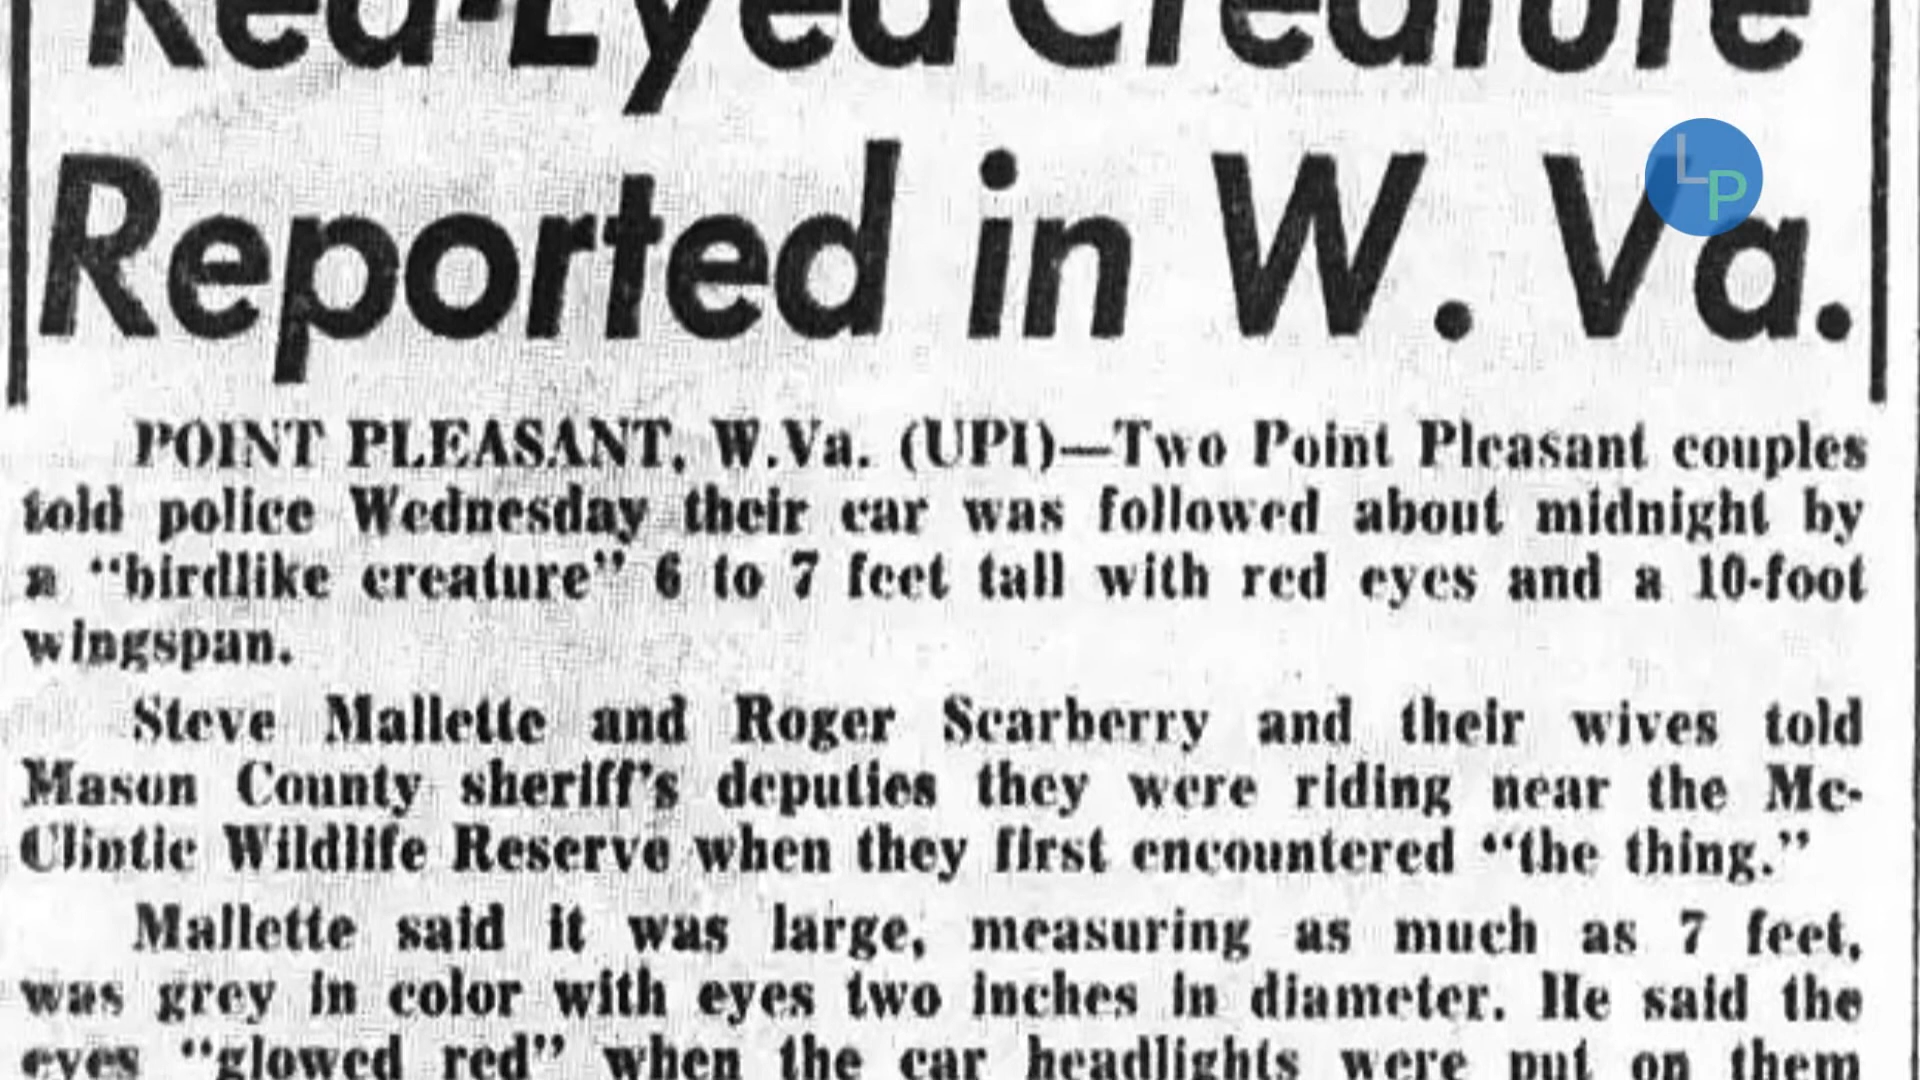 Red-Eyed Creature
Reported in W. Va.
LP
POINT PLEASANT, W.Va. (UPI)—Two Point Pleasant couples
told police Wednesday their car was followed about midnight by
a “birdlike creature” 6 to 7 feet tall with red eyes and a 10-foot
wingspan.
Steve Mallette and Roger Scarberry and their wives told
Mason County sheriff's deputies they were riding near the Mc-
Clintic Wildlife Reserve when they first encountered “the thing.”
Mallette said it was large, measuring as much as 7 feet,
was grey in color with eyes two inches in diameter. He said the
eyes “glowed red” when the car headlights were put on them